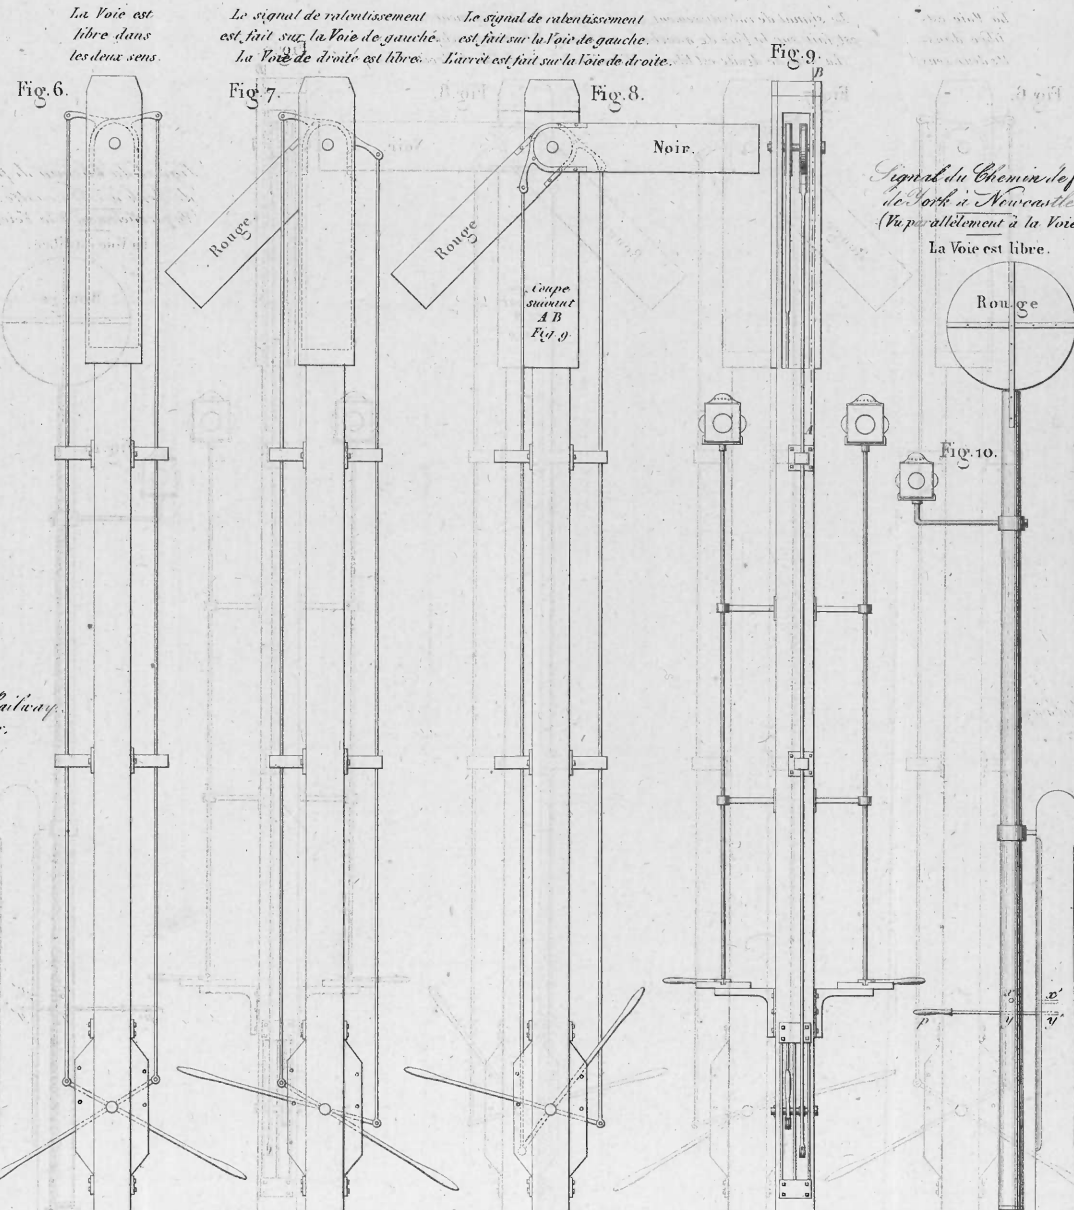 La Voie est
libre dans
les deux sens.
Le signal de ralentissement
est fait sur la Voie de gauche.
La Voie de droite est libre.
Le signal de ralentissement
est fait sur la Voie de gauche.
L'arrêt est fait sur la Voie de droite.
Fig. 6.
Fig. 7.
Fig. 8.
Fig. 9.
B
Noir.
Rouge.
Rouge
Coupe
suivant
A B
Fig. 9.
Signal du Chemin de
de York à Newcastle
(Vu parallèlement à la Voie
La Voie est libre.
Rouge
A
Fig. 10.
Railway.
x
x'
p
y
y'